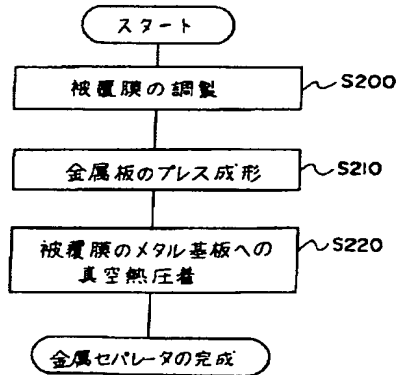 スタート
被覆膜の調製
S200
金属板のプレス成形
S210
被覆膜のメタル基板への
真空熱圧着
S220
金属セパレータの完成